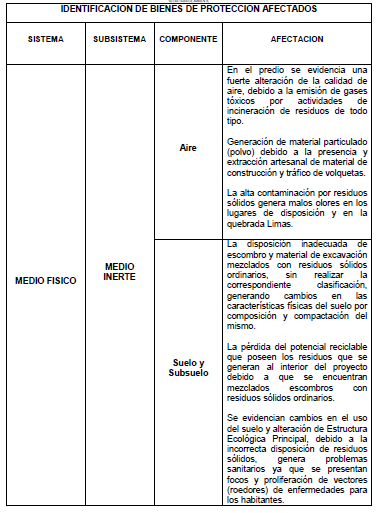 IDENTIFICACION DE BIENES DE PROTECCION AFECTADOS
SISTEMA
SUBSISTEMA
COMPONENTE
AFECTACION
MEDIO FISICO
MEDIO
INERTE
Aire
En el predio se evidencia una
fuerte alteración de la calidad de
aire, debido a la emisión de gases
tóxicos por actividades de
incineración de residuos de todo
tipo.
Generación de material particulado
(polvo) debido a la presencia y
extracción artesanal de material de
construcción y tráfico de volquetas.
La alta contaminación por residuos
sólidos genera malos olores en los
lugares de disposición y en la
quebrada Limas.
Suelo y
Subsuelo
La disposición inadecuada de
escombro y material de excavación
mezclados con residuos sólidos
ordinarios, sin realizar la
correspondiente clasificación,
generando cambios en las
características físicas del suelo por
composición y compactación del
mismo.
La pérdida del potencial reciclable
que poseen los residuos que se
generan al interior del proyecto
debido a que se encuentran
mezclados escombros con
residuos sólidos ordinarios.
Se evidencian cambios en el uso
del suelo y alteración de Estructura
Ecológica Principal, debido a la
incorrecta disposición de residuos
sólidos, genera problemas
sanitarios ya que se presentan
focos y proliferación de vectores
(roedores) de enfermedades para
los habitantes.